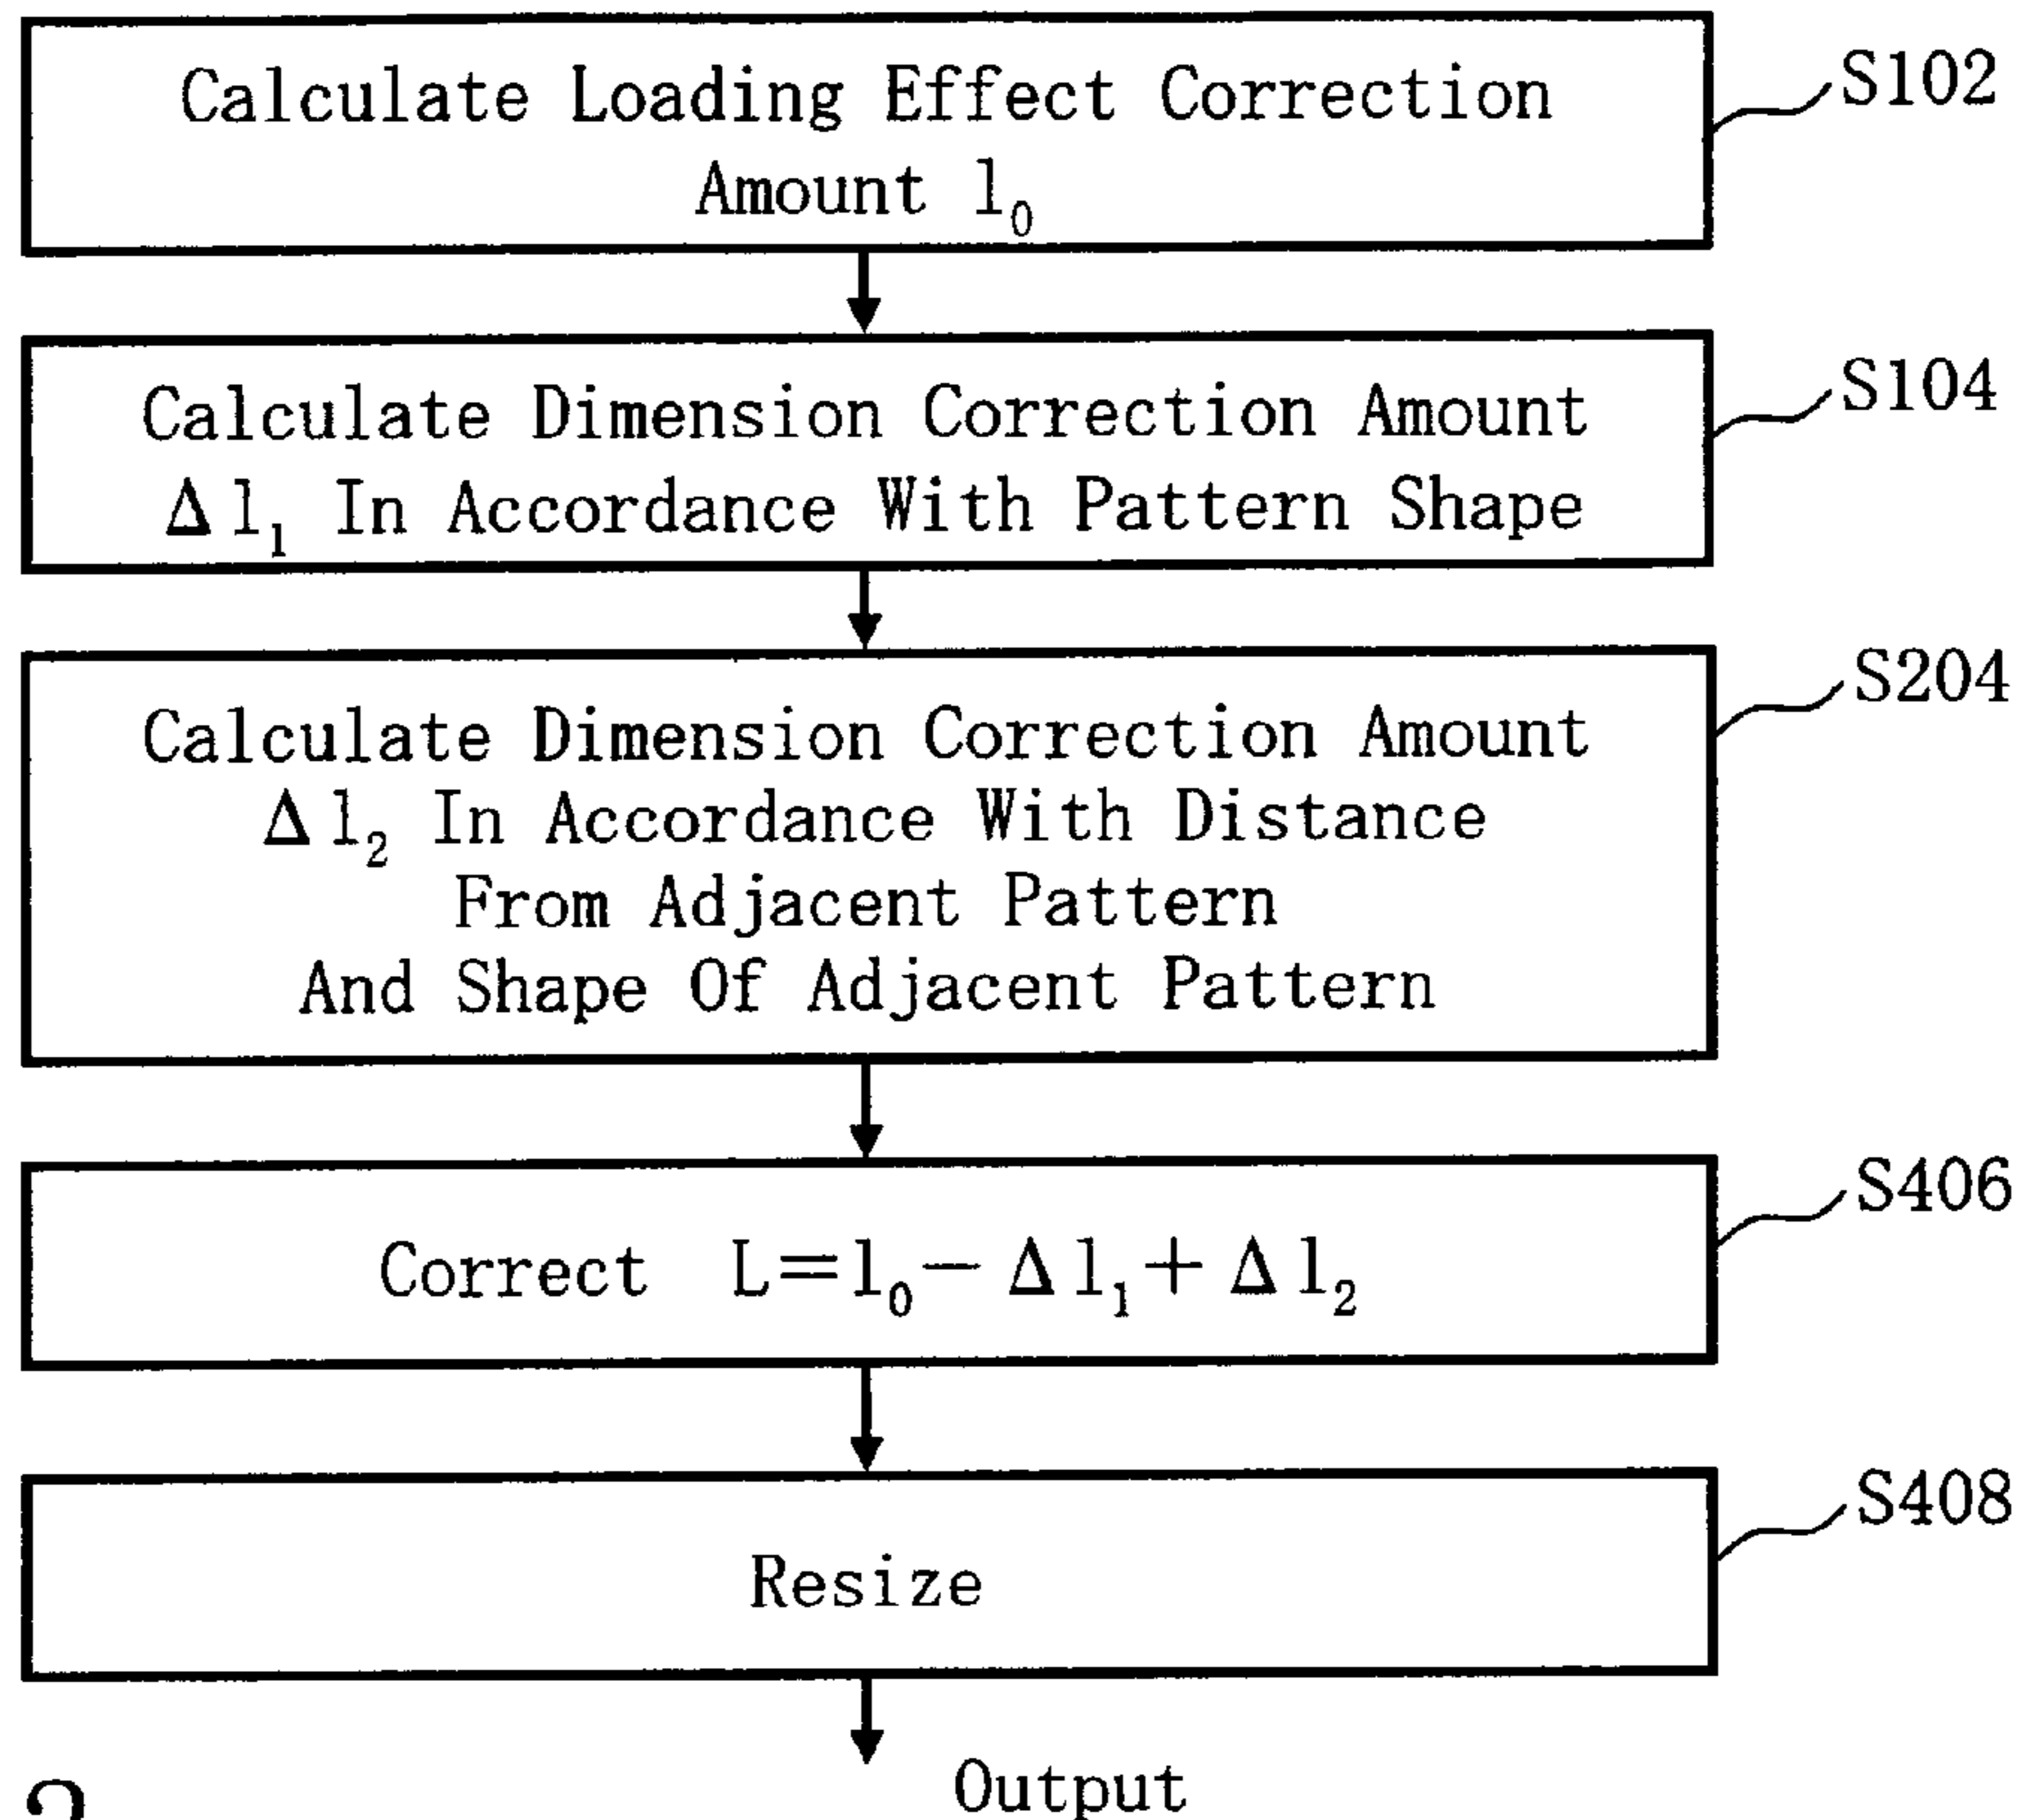 Calculate Loading Effect Correction
Amount l₀
S102
Calculate Dimension Correction Amount
Δl₁ In Accordance With Pattern Shape
S104
Calculate Dimension Correction Amount
Δl₂ In Accordance With Distance
From Adjacent Pattern
And Shape Of Adjacent Pattern
S204
Correct L=l₀−Δl₁+Δl₂
S406
Resize
S408
Output